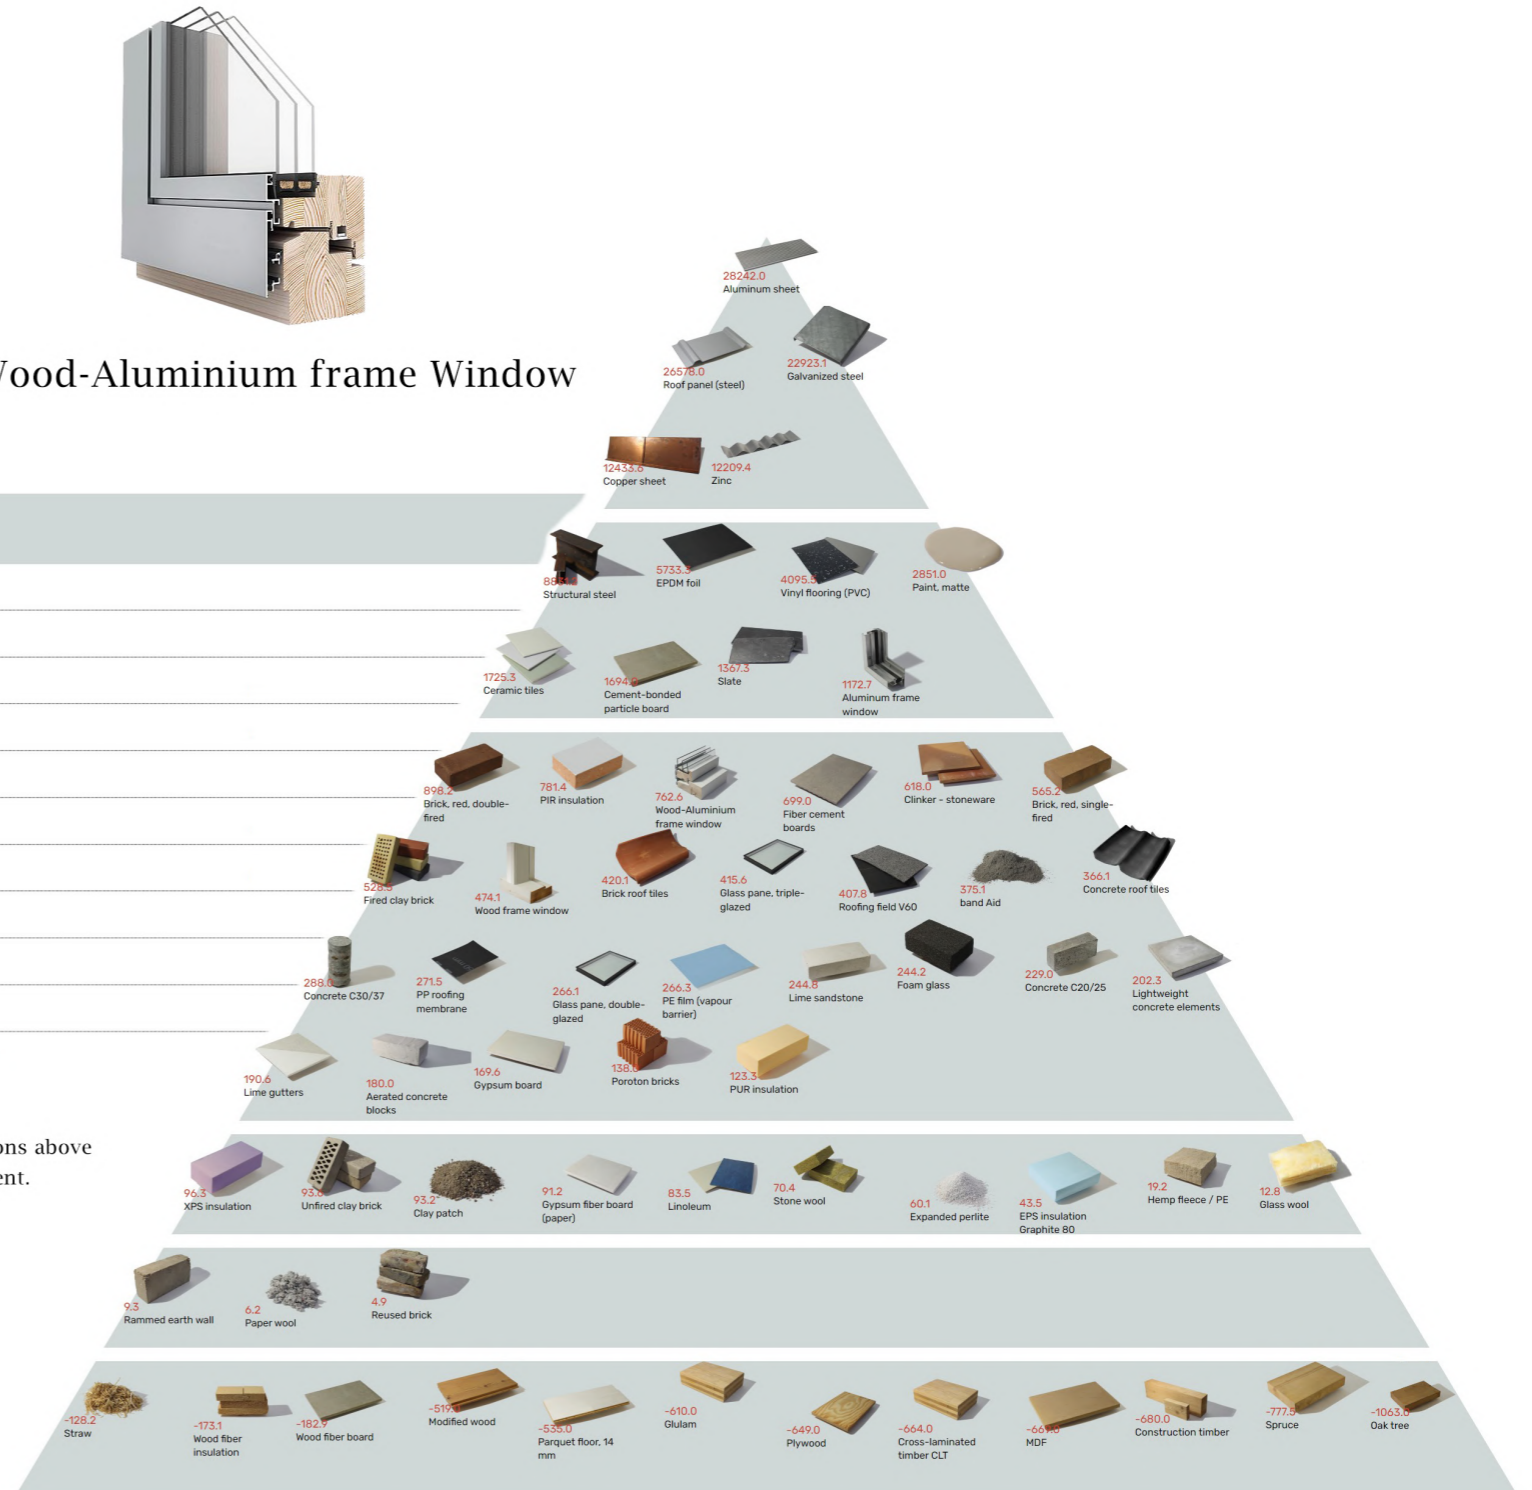 28242.0
Aluminum sheet
26578.0
Roof panel (steel)
22923.1
Galvanized steel
Wood-Aluminium frame Window
12433.6
Copper sheet
12209.4
Zinc
Structural steel
5733.3
EPDM foil
4095.5
Vinyl flooring (PVC)
2851.0
Paint, matte
1725.3
Ceramic tiles
Cement-bonded
particle board
1367.3
Slate
1172.7
Aluminum frame
window
898.2
Brick, red, double-
fired
781.4
PIR insulation
762.6
Wood-Aluminium
frame window
699.0
Fiber cement
boards
618.0
Clinker - stoneware
565.2
Brick, red, single-
fired
Fired clay brick
474.1
Wood frame window
420.1
Brick roof tiles
415.6
Glass pane, triple-
glazed
407.8
Roofing field V60
375.1
band Aid
366.1
Concrete roof tiles
288.0
Concrete C30/37
271.5
PP roofing
membrane
266.1
Glass pane, double-
glazed
266.3
PE film (vapour
barrier)
244.8
Lime sandstone
244.2
Foam glass
229.0
Concrete C20/25
202.3
Lightweight
concrete elements
190.6
Lime gutters
180.0
Aerated concrete
blocks
169.6
Gypsum board
Poroton bricks
123.3
PUR insulation
ons above
ent.
96.3
XPS insulation
Unfired clay brick
93.2
Clay patch
91.2
Gypsum fiber board
(paper)
83.5
Linoleum
70.4
Stone wool
60.1
Expanded perlite
43.5
EPS insulation
Graphite 80
19.2
Hemp fleece / PE
12.8
Glass wool
9.3
Rammed earth wall
6.2
Paper wool
4.9
Reused brick
-128.2
Straw
-173.1
Wood fiber
insulation
-182.9
Wood fiber board
Modified wood
-535.0
Parquet floor, 14
mm
-610.0
Glulam
-649.0
Plywood
-664.0
Cross-laminated
timber CLT
MDF
-680.0
Construction timber
-777.5
Spruce
-1063.0
Oak tree